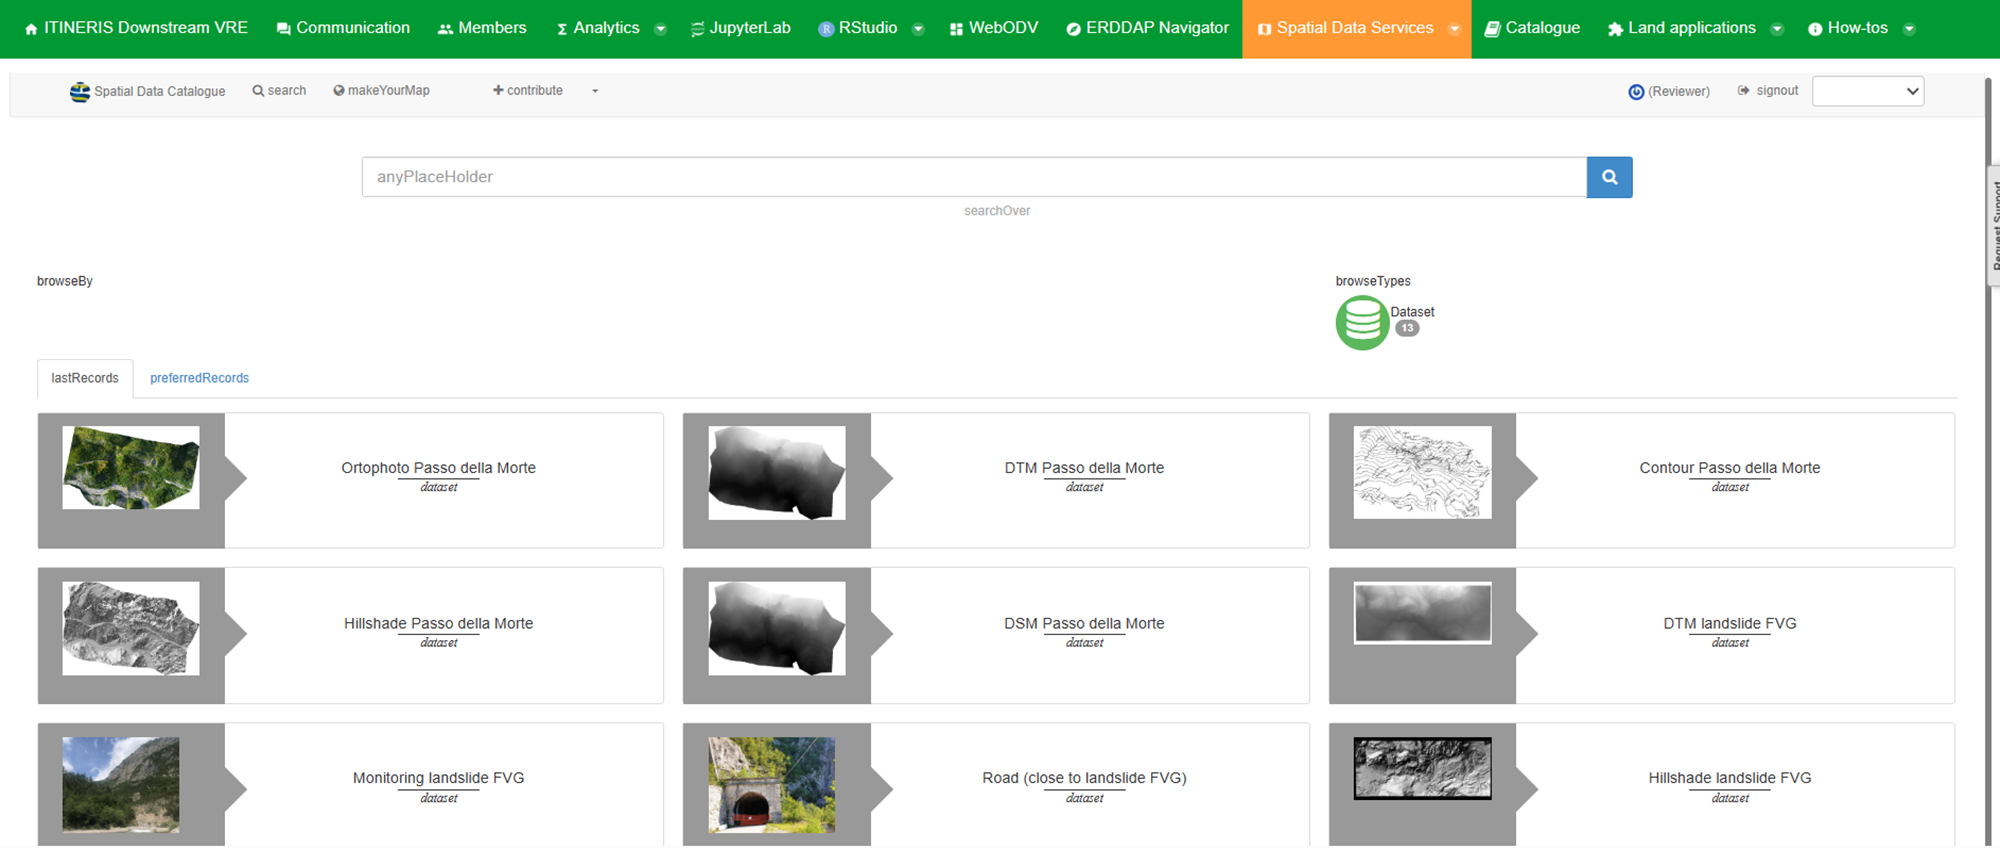 ITINERIS Downstream VRE Communication Members Analytics JupyterLab RStudio WebODV ERDDAP Navigator Spatial Data Services Catalogue Land applications How-tos
Spatial Data Catalogue search makeYourMap contribute (Reviewer) signout
anyPlaceHolder
searchOver
Request Support
browseBy
browseTypes
Dataset
13
lastRecords preferredRecords
Ortophoto Passo della Morte
dataset
DTM Passo della Morte
dataset
Contour Passo della Morte
dataset
Hillshade Passo della Morte
dataset
DSM Passo della Morte
dataset
DTM landslide FVG
dataset
Monitoring landslide FVG
dataset
Road (close to landslide FVG)
dataset
Hillshade landslide FVG
dataset